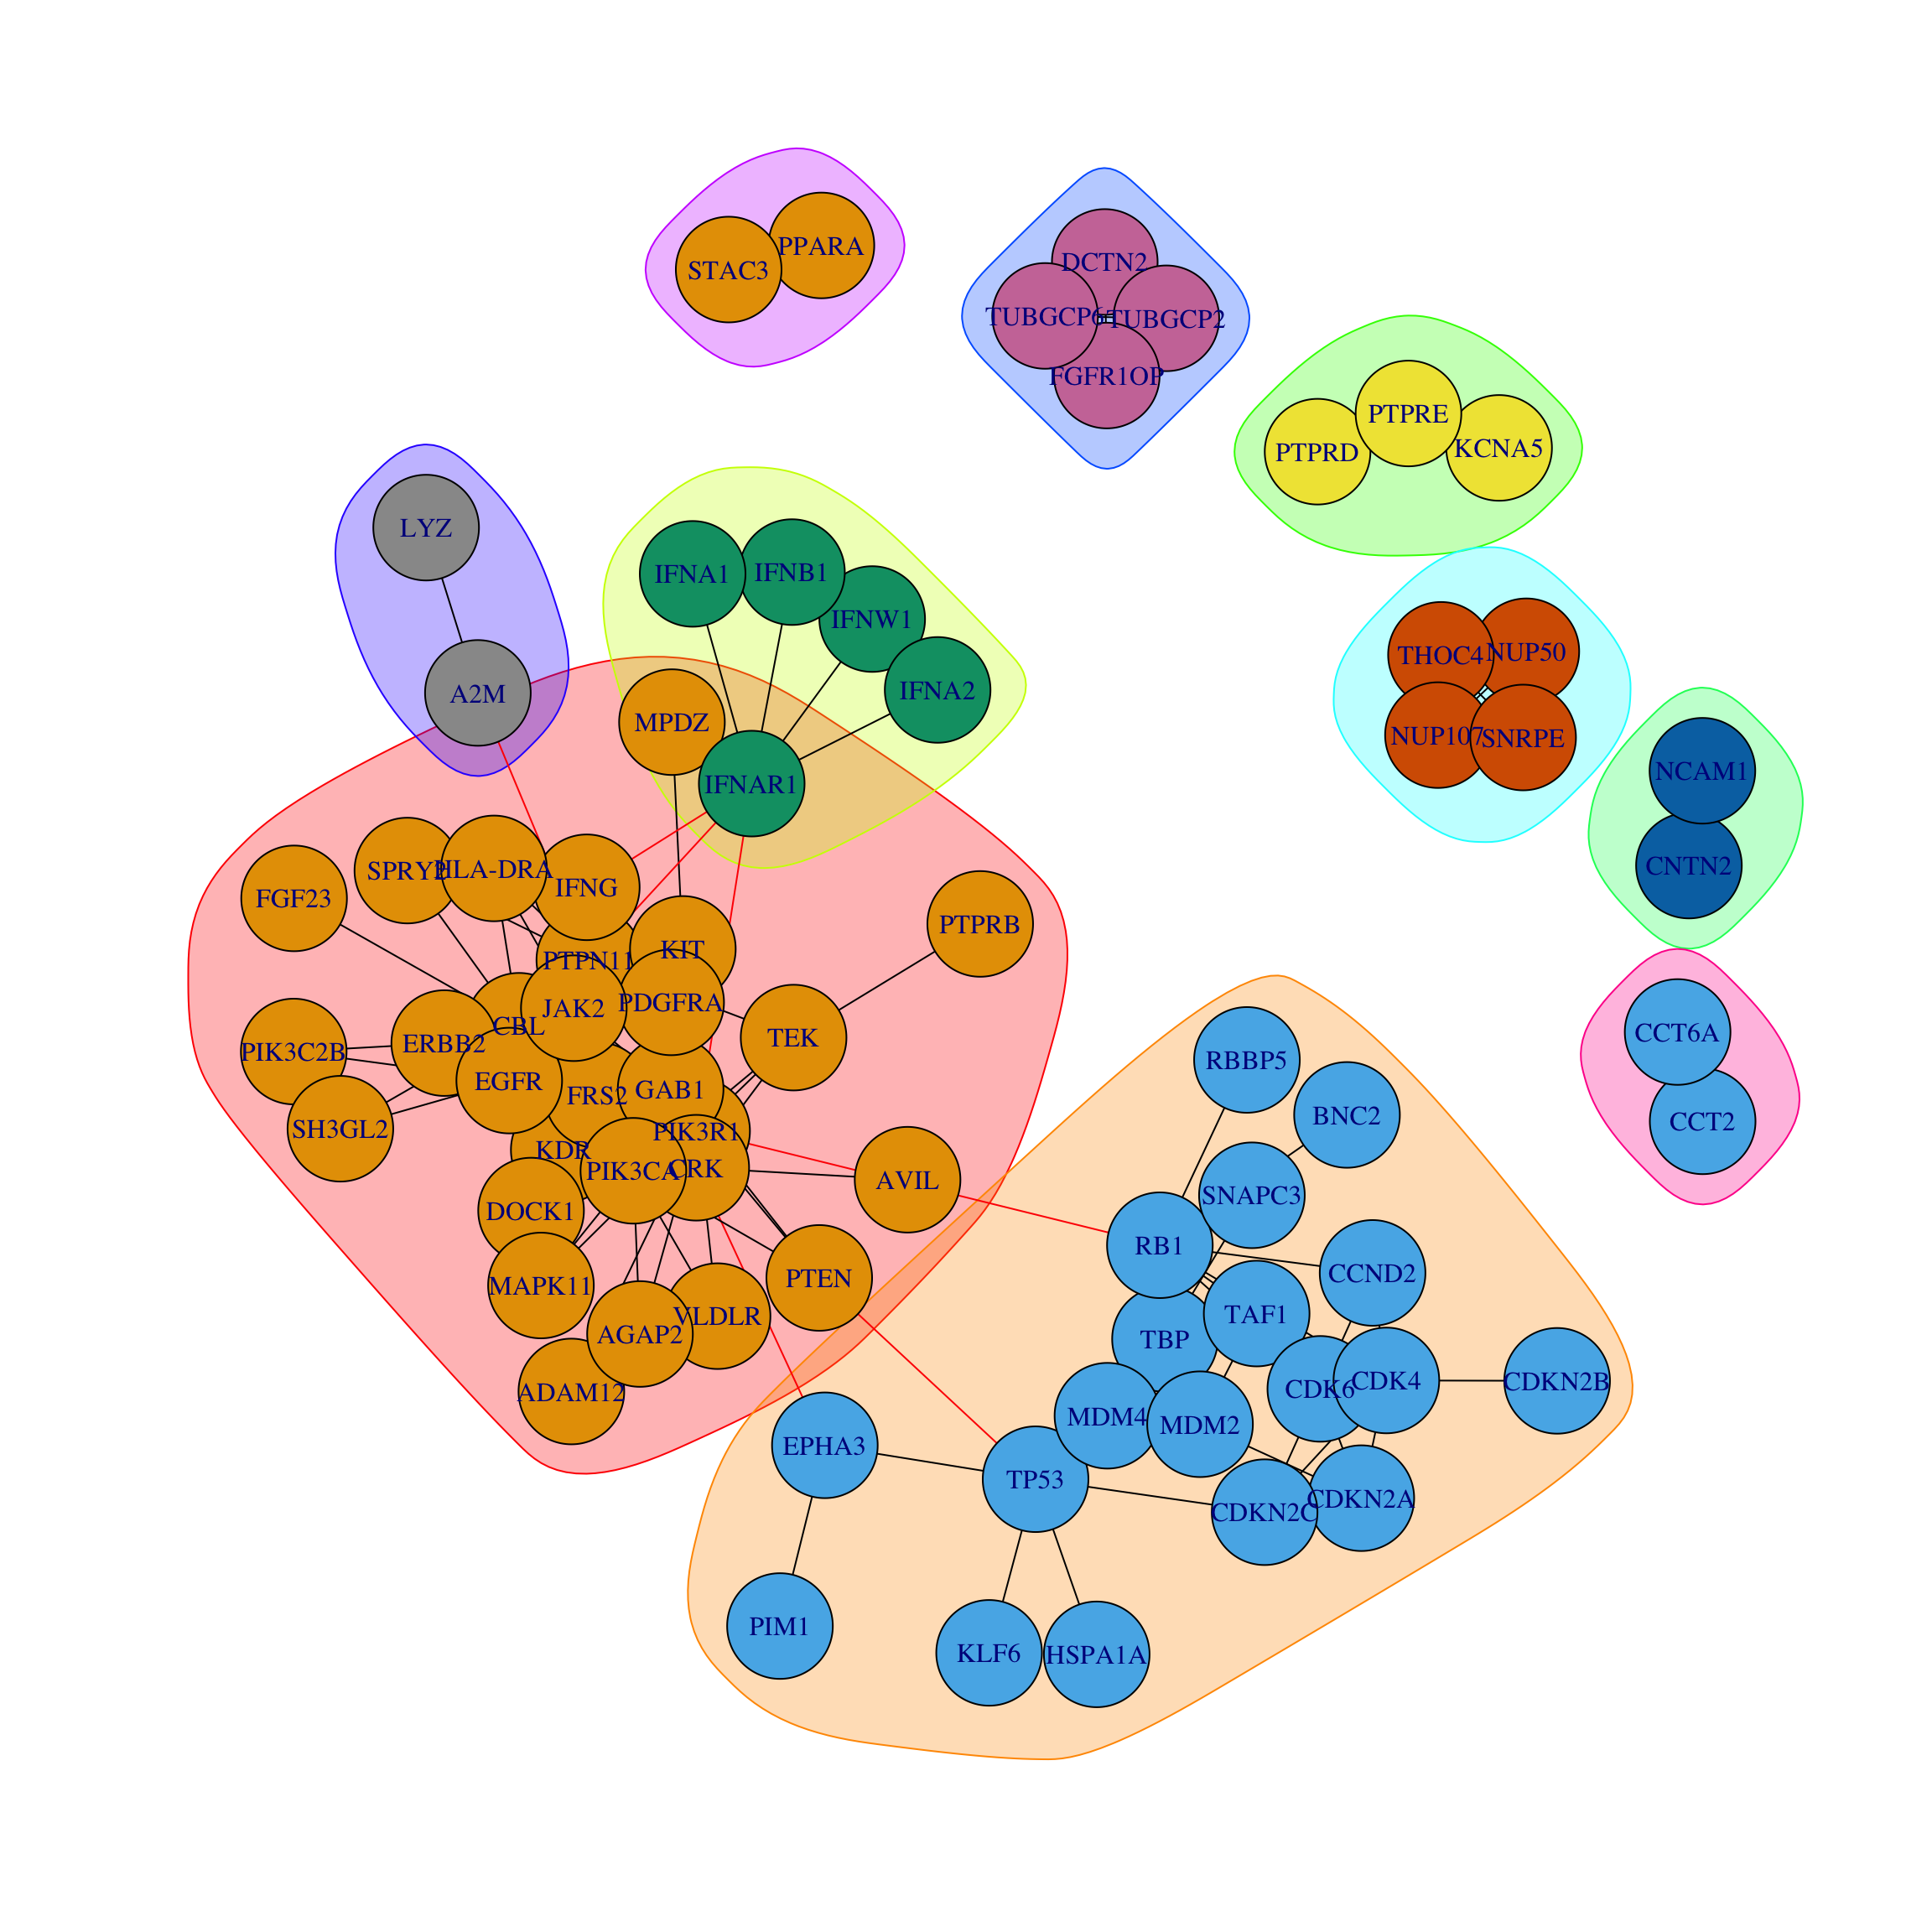 PPARA
STAC3
DCTN2
TUBGCP6
TUBGCP2
FGFR1OP
PTPRE
PTPRD
KCNA5
LYZ
IFNA1
IFNB1
IFNW1
IFNA2
A2M
MPDZ
IFNAR1
THOC4
NUP50
NUP107
SNRPE
NCAM1
CNTN2
SPRY2
HLA-DRA
IFNG
FGF23
PTPRB
KIT
PTPN11
PDGFRA
JAK2
CBL
TEK
ERBB2
PIK3C2B
EGFR
FRS2
GAB1
SH3GL2
PIK3R1
KDR
PIK3CA
CRK
AVIL
DOCK1
MAPK11
PTEN
VLDLR
AGAP2
ADAM12
CCT6A
CCT2
RBBP5
BNC2
SNAPC3
RB1
CCND2
TAF1
TBP
CDK6
CDK4
CDKN2B
MDM4
MDM2
EPHA3
TP53
CDKN2C
CDKN2A
PIM1
KLF6
HSPA1A